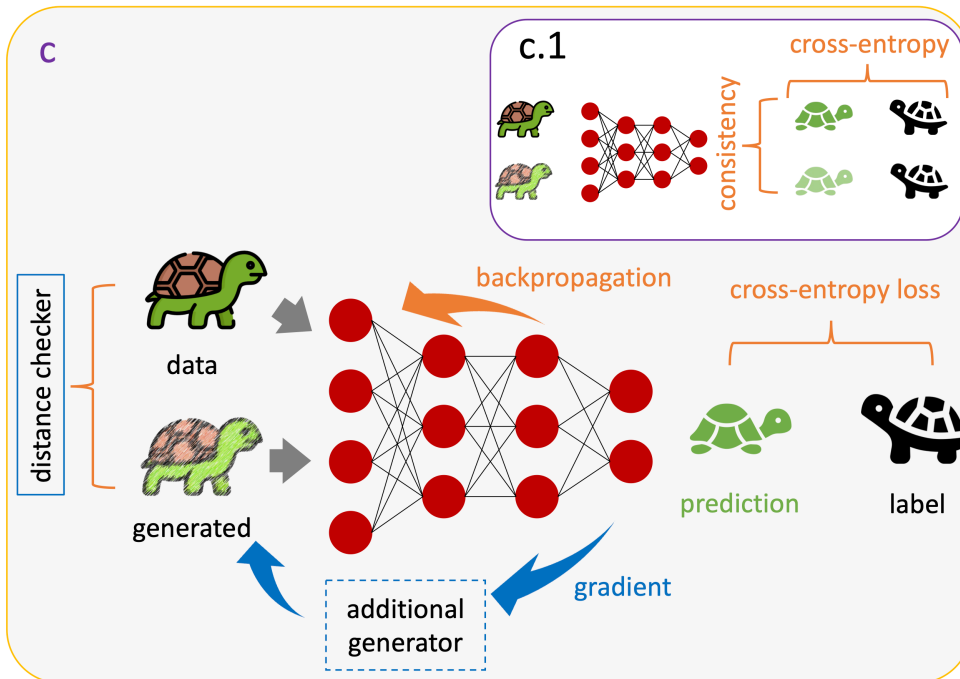 c
c.1
cross-entropy
consistency
backpropagation
cross-entropy loss
distance checker
data
generated
prediction
label
gradient
additional
generator